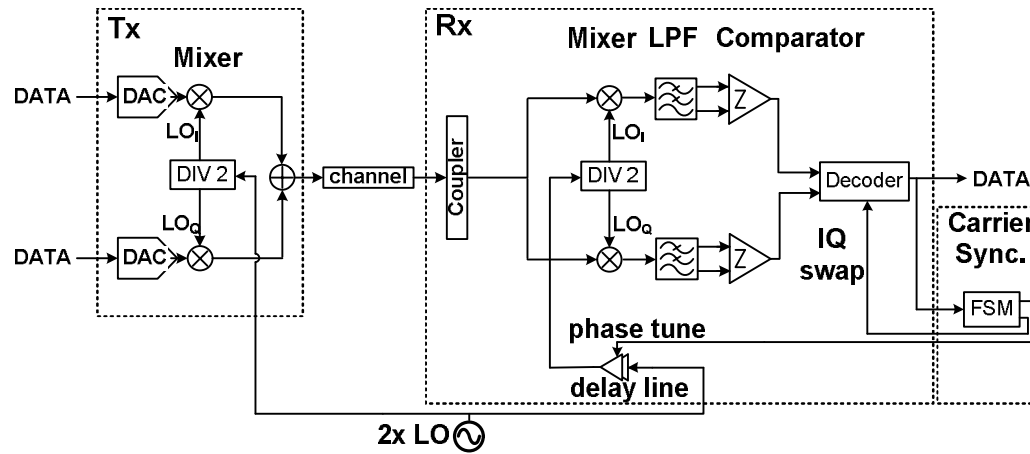 Tx
Rx
Mixer
Mixer LPF Comparator
DATA
DAC
LOI
DIV 2
LOQ
DATA
DAC
channel
Coupler
LOI
DIV 2
LOQ
Z
Z
Decoder
DATA
IQ
swap
Carrier
Sync.
FSM
phase tune
delay line
2x LO